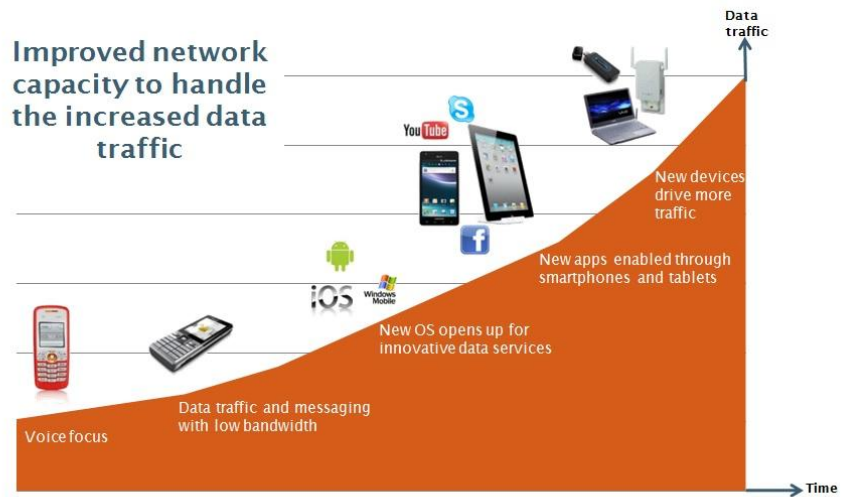 Data
traffic
Improved network
capacity to handle
the increased data
traffic
You Tube
New devices
drive more
traffic
New apps enabled through
smartphones and tablets
iOS
Windows
Mobile
New OS opens up for
innovative data services
Data traffic and messaging
with low bandwidth
Voice focus
Time